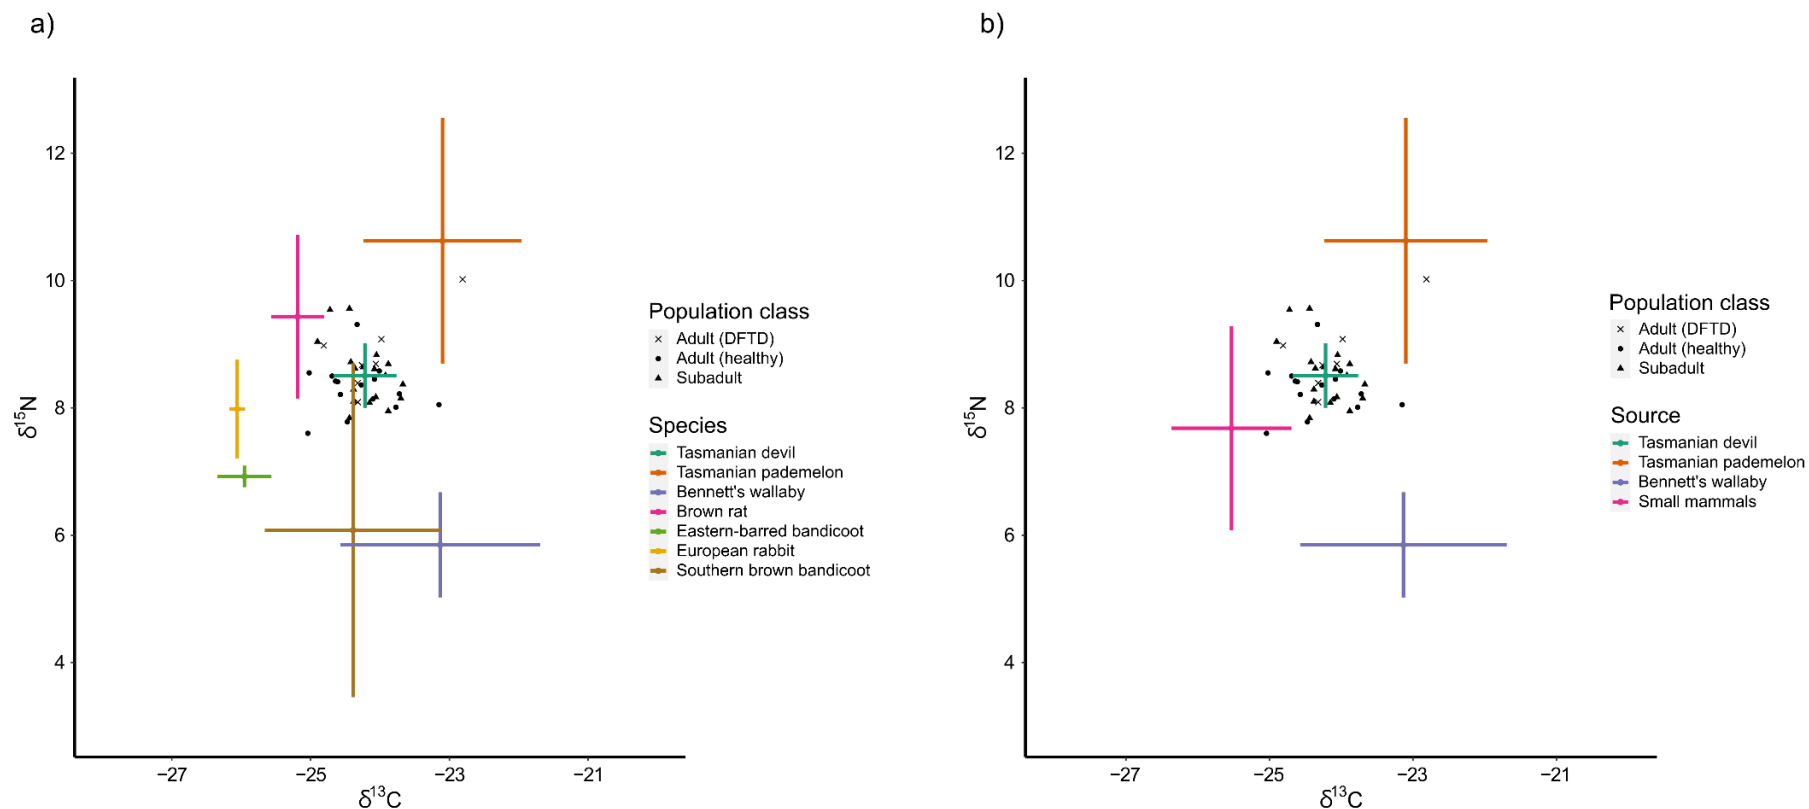 a)
12
10
8
6
4
δ15N
−27
−25
−23
−21
δ13C
Population class
Adult (DFTD)
Adult (healthy)
Subadult
Species
Tasmanian devil
Tasmanian pademelon
Bennett's wallaby
Brown rat
Eastern-barred bandicoot
European rabbit
Southern brown bandicoot
b)
12
10
8
6
4
δ15N
−27
−25
−23
−21
δ13C
Population class
Adult (DFTD)
Adult (healthy)
Subadult
Source
Tasmanian devil
Tasmanian pademelon
Bennett's wallaby
Small mammals